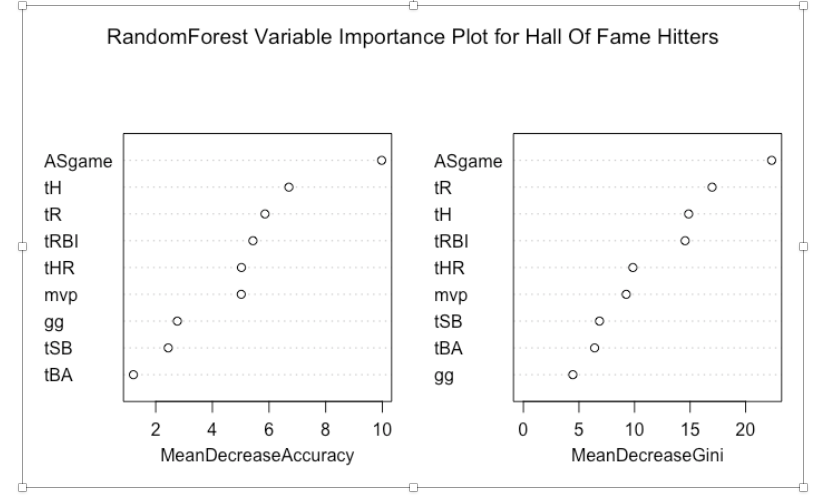 RandomForest Variable Importance Plot for Hall Of Fame Hitters
ASgame
tH
tR
tRBI
tHR
mvp
gg
tSB
tBA
2 4 6 8 10
MeanDecreaseAccuracy
ASgame
tR
tH
tRBI
tHR
mvp
tSB
tBA
gg
0 5 10 15 20
MeanDecreaseGini